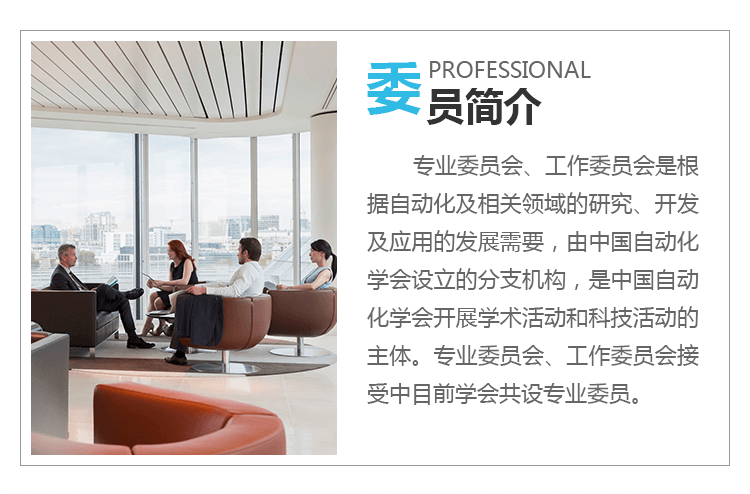 PROFESSIONAL
委员简介
专业委员会、工作委员会是根
据自动化及相关领域的研究、开发
及应用的发展需要，由中国自动化
学会设立的分支机构，是中国自动
化学会开展学术活动和科技活动的
主体。专业委员会、工作委员会接
受中目前学会共设专业委员。